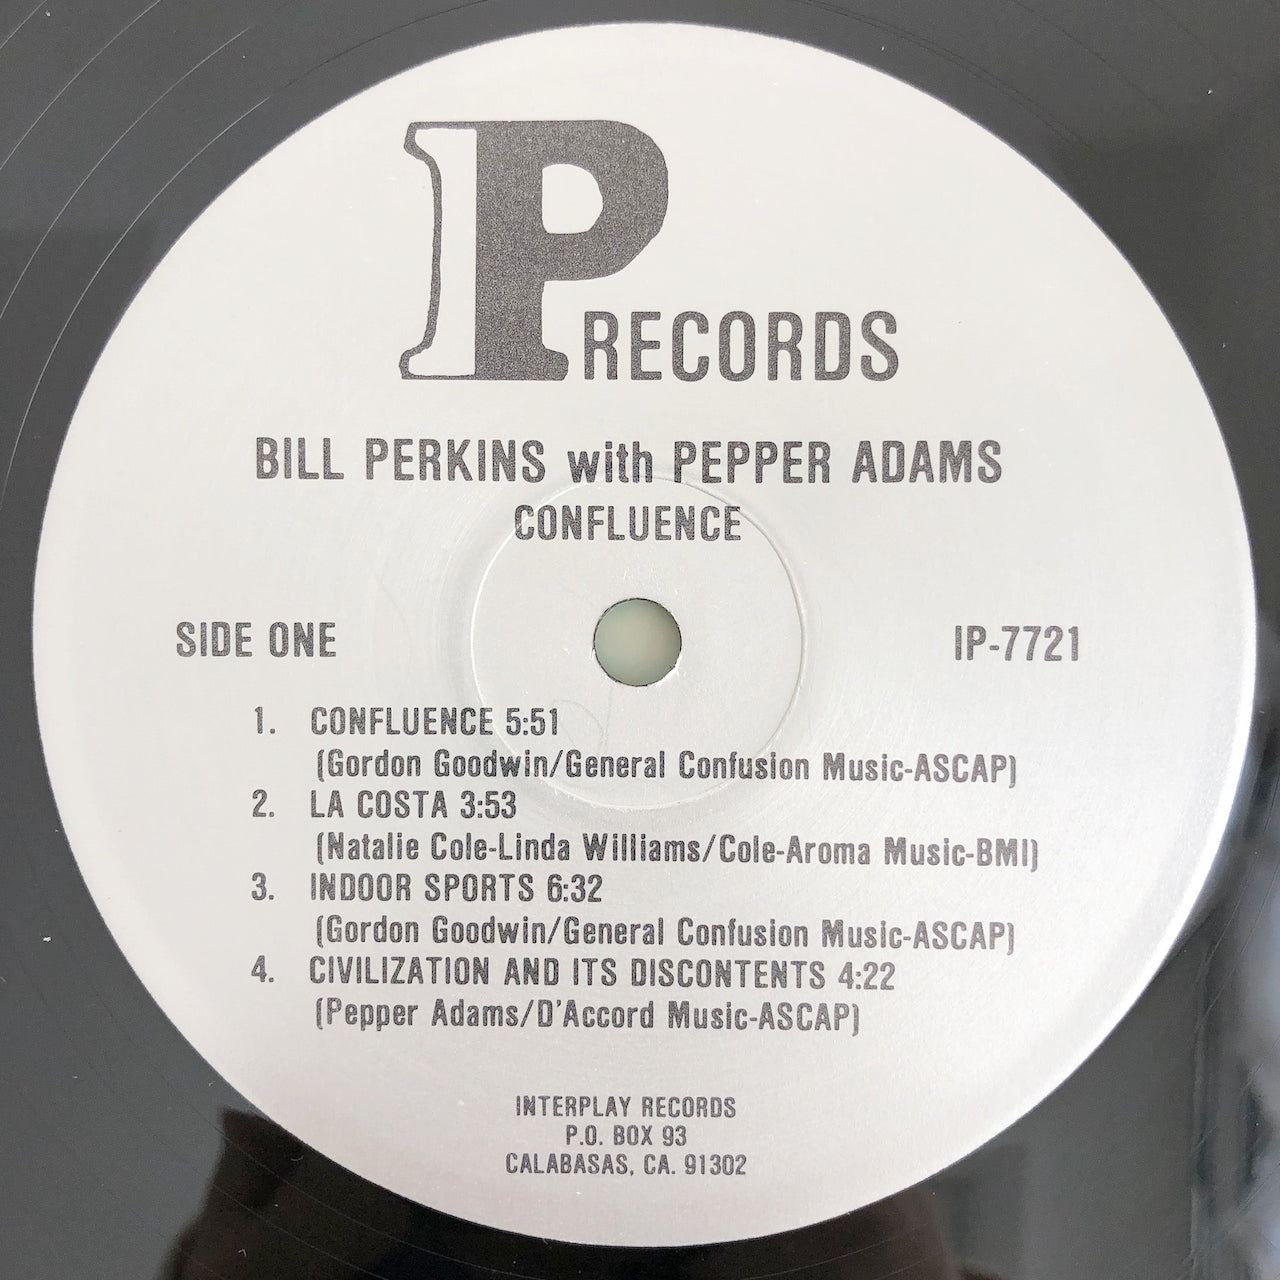 IP RECORDS
BILL PERKINS with PEPPER ADAMS
CONFLUENCE
SIDE ONE IP-7721
1. CONFLUENCE 5:51
(Gordon Goodwin/General Confusion Music-ASCAP)
2. LA COSTA 3:53
(Natalie Cole-Linda Williams/Cole-Aroma Music-BMI)
3. INDOOR SPORTS 6:32
(Gordon Goodwin/General Confusion Music-ASCAP)
4. CIVILIZATION AND ITS DISCONTENTS 4:22
(Pepper Adams/D'Accord Music-ASCAP)
INTERPLAY RECORDS
P.O. BOX 93
CALABASAS, CA. 91302